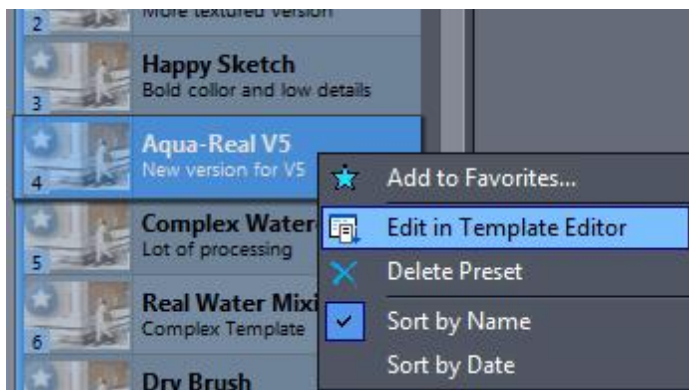 More textured version
2
Happy Sketch
Bold collor and low details
3
Aqua-Real V5
New version for V5
4
Complex Water
Lot of processing
5
Real Water Mixi
Complex Template
6
Dry Brush
Add to Favorites...
Edit in Template Editor
Delete Preset
Sort by Name
Sort by Date